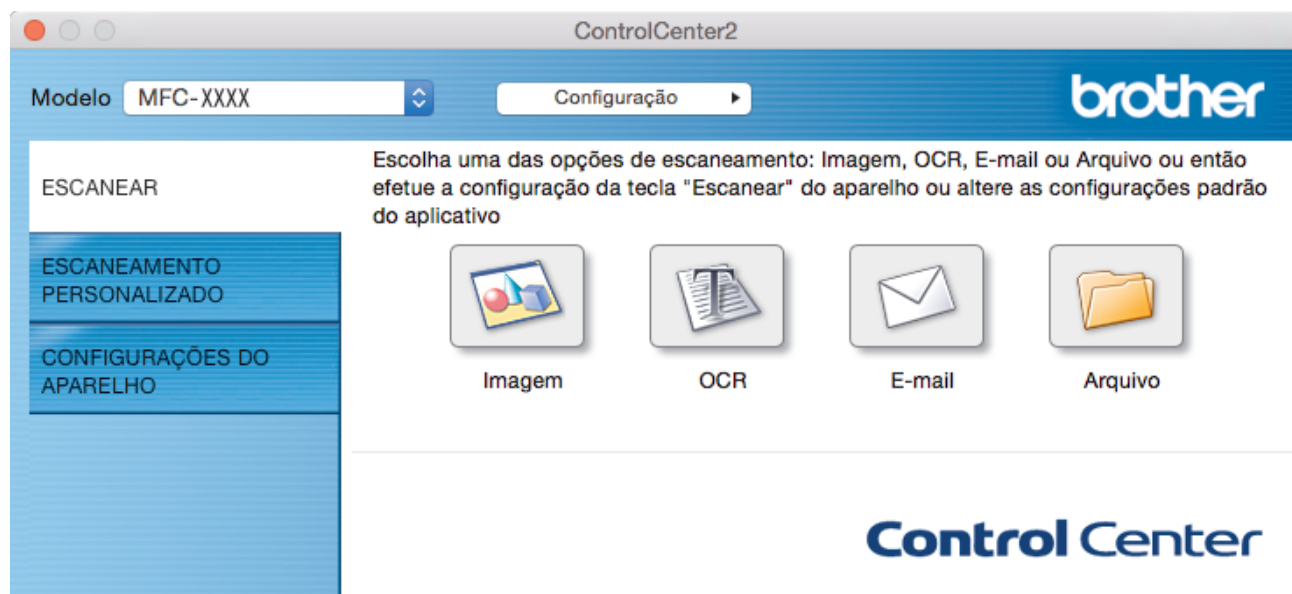 ControlCenter2
Modelo MFC-XXXX Configuração brother
ESCANEAR
ESCANEAMENTO
PERSONALIZADO
CONFIGURAÇÕES DO
APARELHO
Escolha uma das opções de escaneamento: Imagem, OCR, E-mail ou Arquivo ou então
efetue a configuração da tecla "Escanear" do aparelho ou altere as configurações padrão
do aplicativo
T
Imagem OCR E-mail Arquivo
Control Center